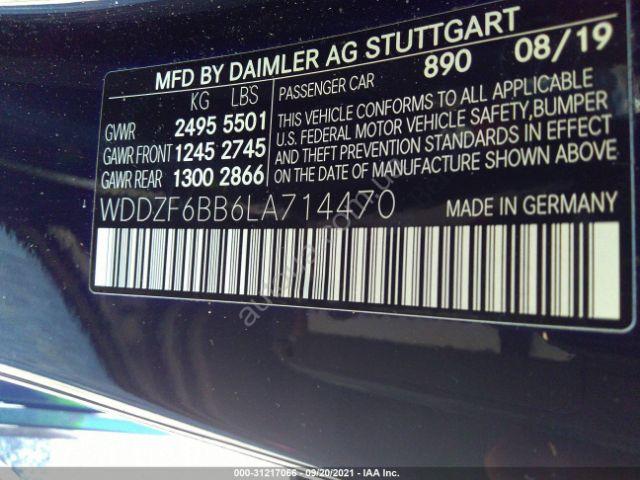 MFD BY DAIMLER AG STUTTGART
KG LBS
GVWR 2495 5501
GAWR FRONT 1245 2745
GAWR REAR 1300 2866
PASSENGER CAR 890 08/19
THIS VEHICLE CONFORMS TO ALL APPLICABLE
U.S. FEDERAL MOTOR VEHICLE SAFETY,BUMPER
AND THEFT PREVENTION STANDARDS IN EFFECT
ON THE DATE OF MANUFACTURE SHOWN ABOVE
WDDZF6BB6LA714470 MADE IN GERMANY
000-31217066 - 09/20/2021 - IAA Inc.